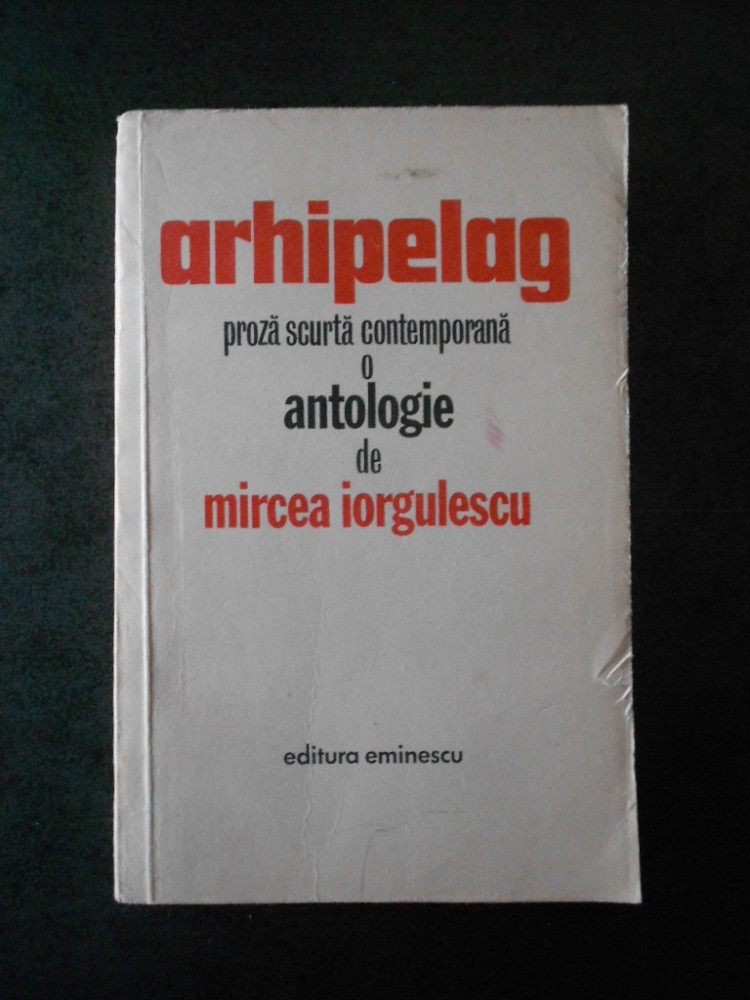 arhipelag
proză scurtă contemporană
o
antologie
de
mircea iorgulescu
editura eminescu